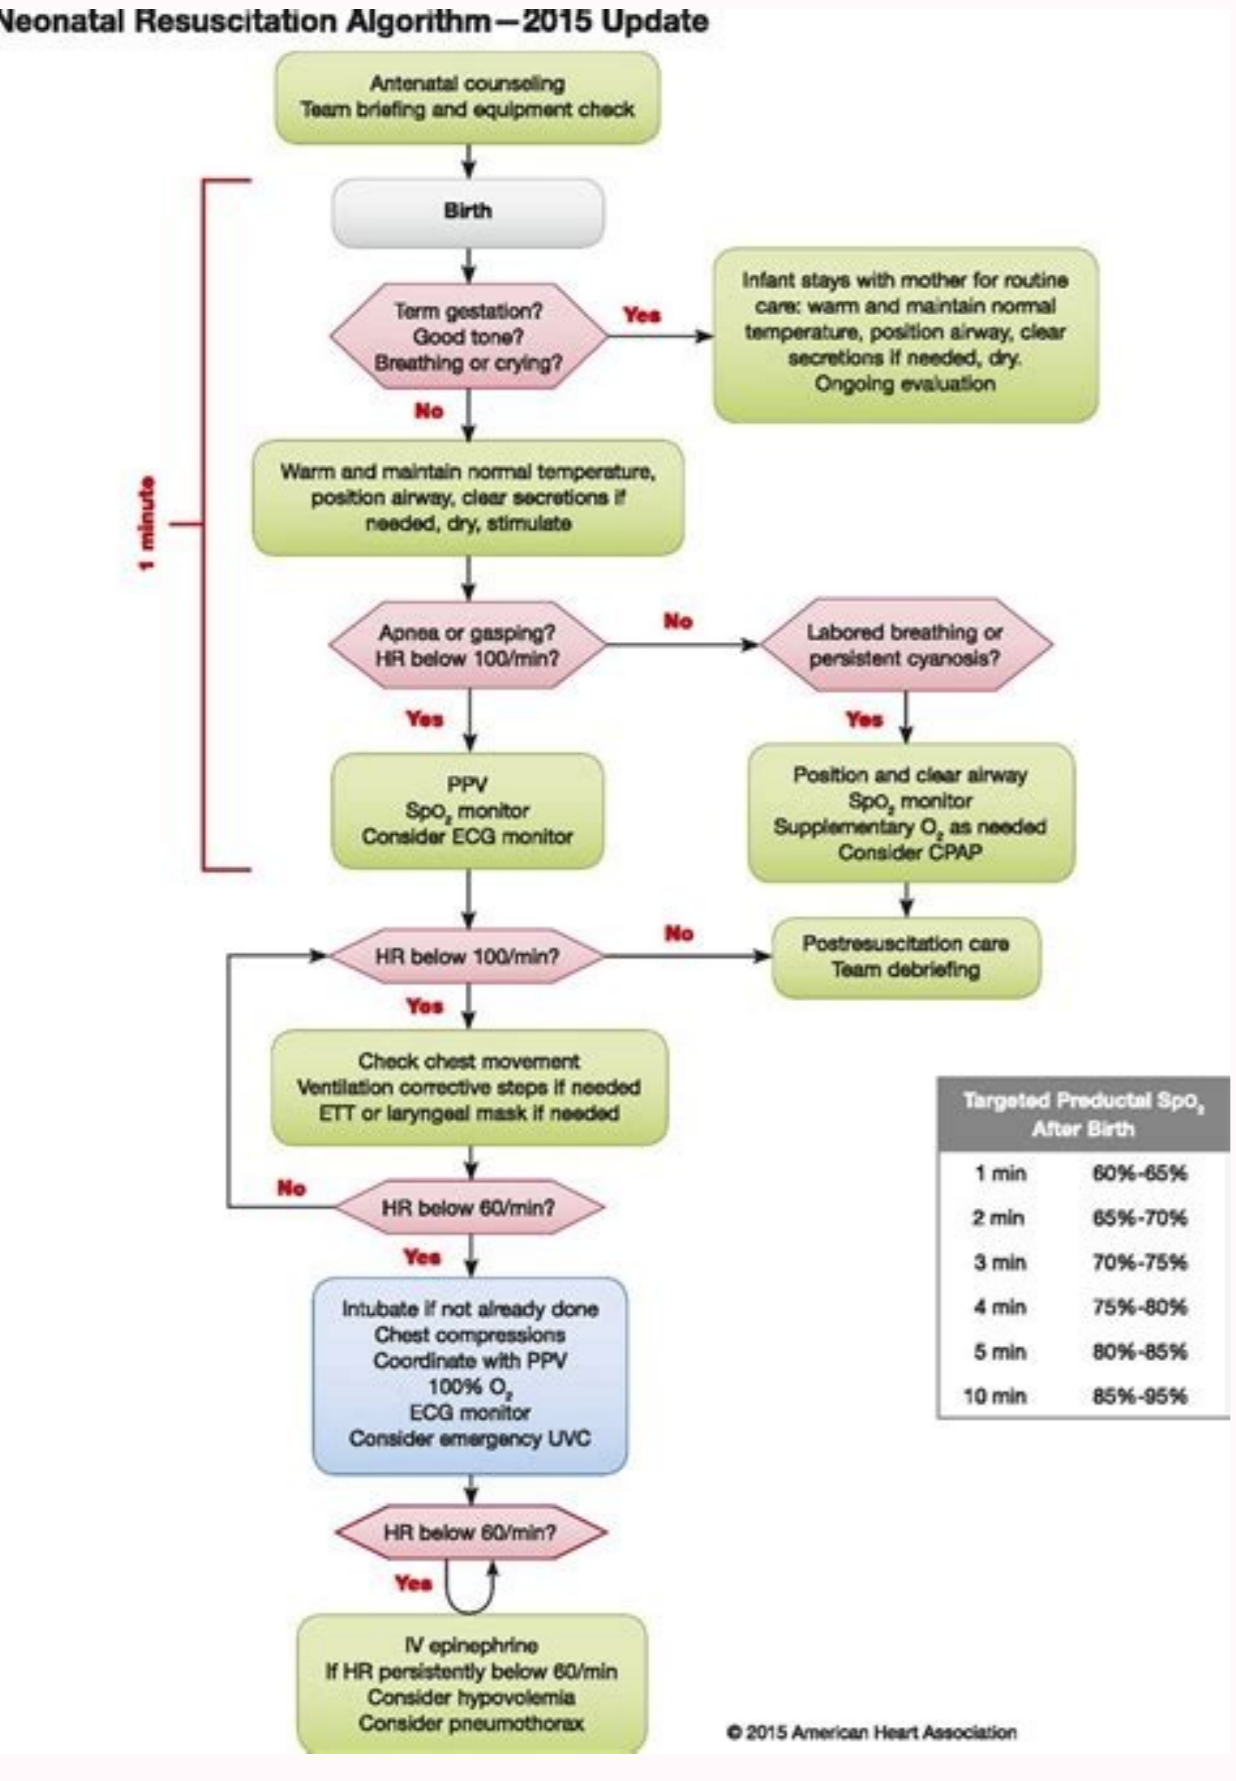 Neonatal Resuscitation Algorithm—2015 Update
Antenatal counseling
Team briefing and equipment check
Birth
Term gestation?
Good tone?
Breathing or crying?
Yes
Infant stays with mother for routine
care: warm and maintain normal
temperature, position airway, clear
secretions if needed, dry.
Ongoing evaluation
No
Warm and maintain normal temperature,
position airway, clear secretions if
needed, dry, stimulate
1 minute
Apnea or gasping?
HR below 100/min?
No
Labored breathing or
persistent cyanosis?
Yes
Yes
PPV
SpO₂ monitor
Consider ECG monitor
Position and clear airway
SpO₂ monitor
Supplementary O₂ as needed
Consider CPAP
HR below 100/min?
No
Postresuscitation care
Team debriefing
Yes
Check chest movement
Ventilation corrective steps if needed
ETT or laryngeal mask if needed
HR below 60/min?
No
Yes
Intubate if not already done
Chest compressions
Coordinate with PPV
100% O₂
ECG monitor
Consider emergency UVC
HR below 60/min?
Yes
IV epinephrine
If HR persistently below 60/min
Consider hypovolemia
Consider pneumothorax
Targeted Preductal SpO₂
After Birth
1 min 60%-65%
2 min 65%-70%
3 min 70%-75%
4 min 75%-80%
5 min 80%-85%
10 min 85%-95%
© 2015 American Heart Association